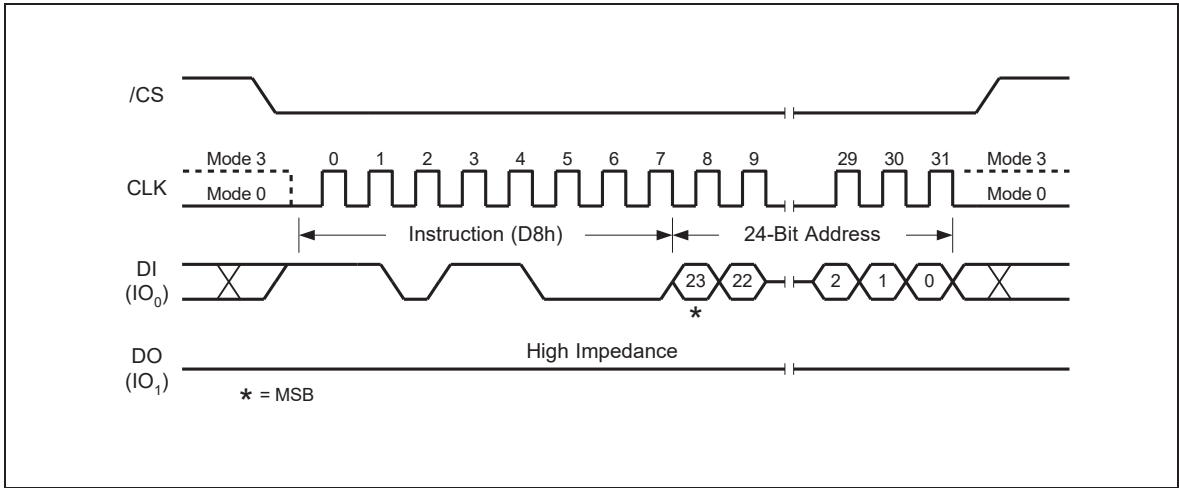 /CS
Mode 3 0 1 2 3 4 5 6 7 8 9 29 30 31 Mode 3
CLK
Mode 0 Mode 0
Instruction (D8h) 24-Bit Address
DI
(IO₀)
23 22 2 1 0
*
High Impedance
DO
(IO₁)
* = MSB